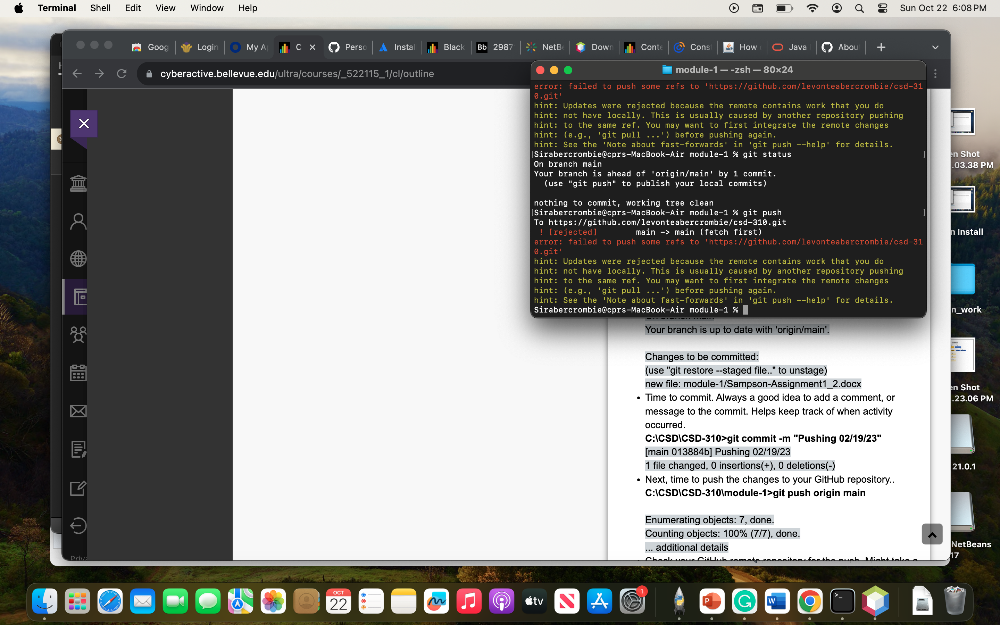 Terminal Shell Edit View Window Help Sun Oct 22 6:08 PM
Goog Login My Ap C Perso Instal Black Bb 2987 NetBe Down Conte Const How Java Abou
cyberactive.bellevue.edu/ultra/courses/_522115_1/cl/outline
module-1 — -zsh — 80×24
error: failed to push some refs to 'https://github.com/levonteabercrombie/csd-31
0.git'
hint: Updates were rejected because the remote contains work that you do
hint: not have locally. This is usually caused by another repository pushing
hint: to the same ref. You may want to first integrate the remote changes
hint: (e.g., 'git pull ...') before pushing again.
hint: See the 'Note about fast-forwards' in 'git push --help' for details.
[Sirabercrombie@cprs-MacBook-Air module-1 % git status ]
On branch main
Your branch is ahead of 'origin/main' by 1 commit.
(use "git push" to publish your local commits)
nothing to commit, working tree clean
[Sirabercrombie@cprs-MacBook-Air module-1 % git push ]
To https://github.com/levonteabercrombie/csd-310.git
! [rejected] main -> main (fetch first)
error: failed to push some refs to 'https://github.com/levonteabercrombie/csd-31
0.git'
hint: Updates were rejected because the remote contains work that you do
hint: not have locally. This is usually caused by another repository pushing
hint: to the same ref. You may want to first integrate the remote changes
hint: (e.g., 'git pull ...') before pushing again.
hint: See the 'Note about fast-forwards' in 'git push --help' for details.
Sirabercrombie@cprs-MacBook-Air module-1 %
On branch main
Your branch is up to date with 'origin/main'.
Changes to be committed:
(use "git restore --staged file.." to unstage)
new file: module-1/Sampson-Assignment1_2.docx
• Time to commit. Always a good idea to add a comment, or
message to the commit. Helps keep track of when activity
occurred.
C:\CSD\CSD-310>git commit -m "Pushing 02/19/23"
[main 013884b] Pushing 02/19/23
1 file changed, 0 insertions(+), 0 deletions(-)
• Next, time to push the changes to your GitHub repository..
C:\CSD\CSD-310\module-1>git push origin main
Enumerating objects: 7, done.
Counting objects: 100% (7/7), done.
... additional details
• Check your GitHub remote repository for the push. Might take a
Priva
en Shot
.03.38 PM
n Install
n_work
en Shot
.23.06 PM
21.0.1
NetBeans
17
OCT
22
tv
1
P
W
>_